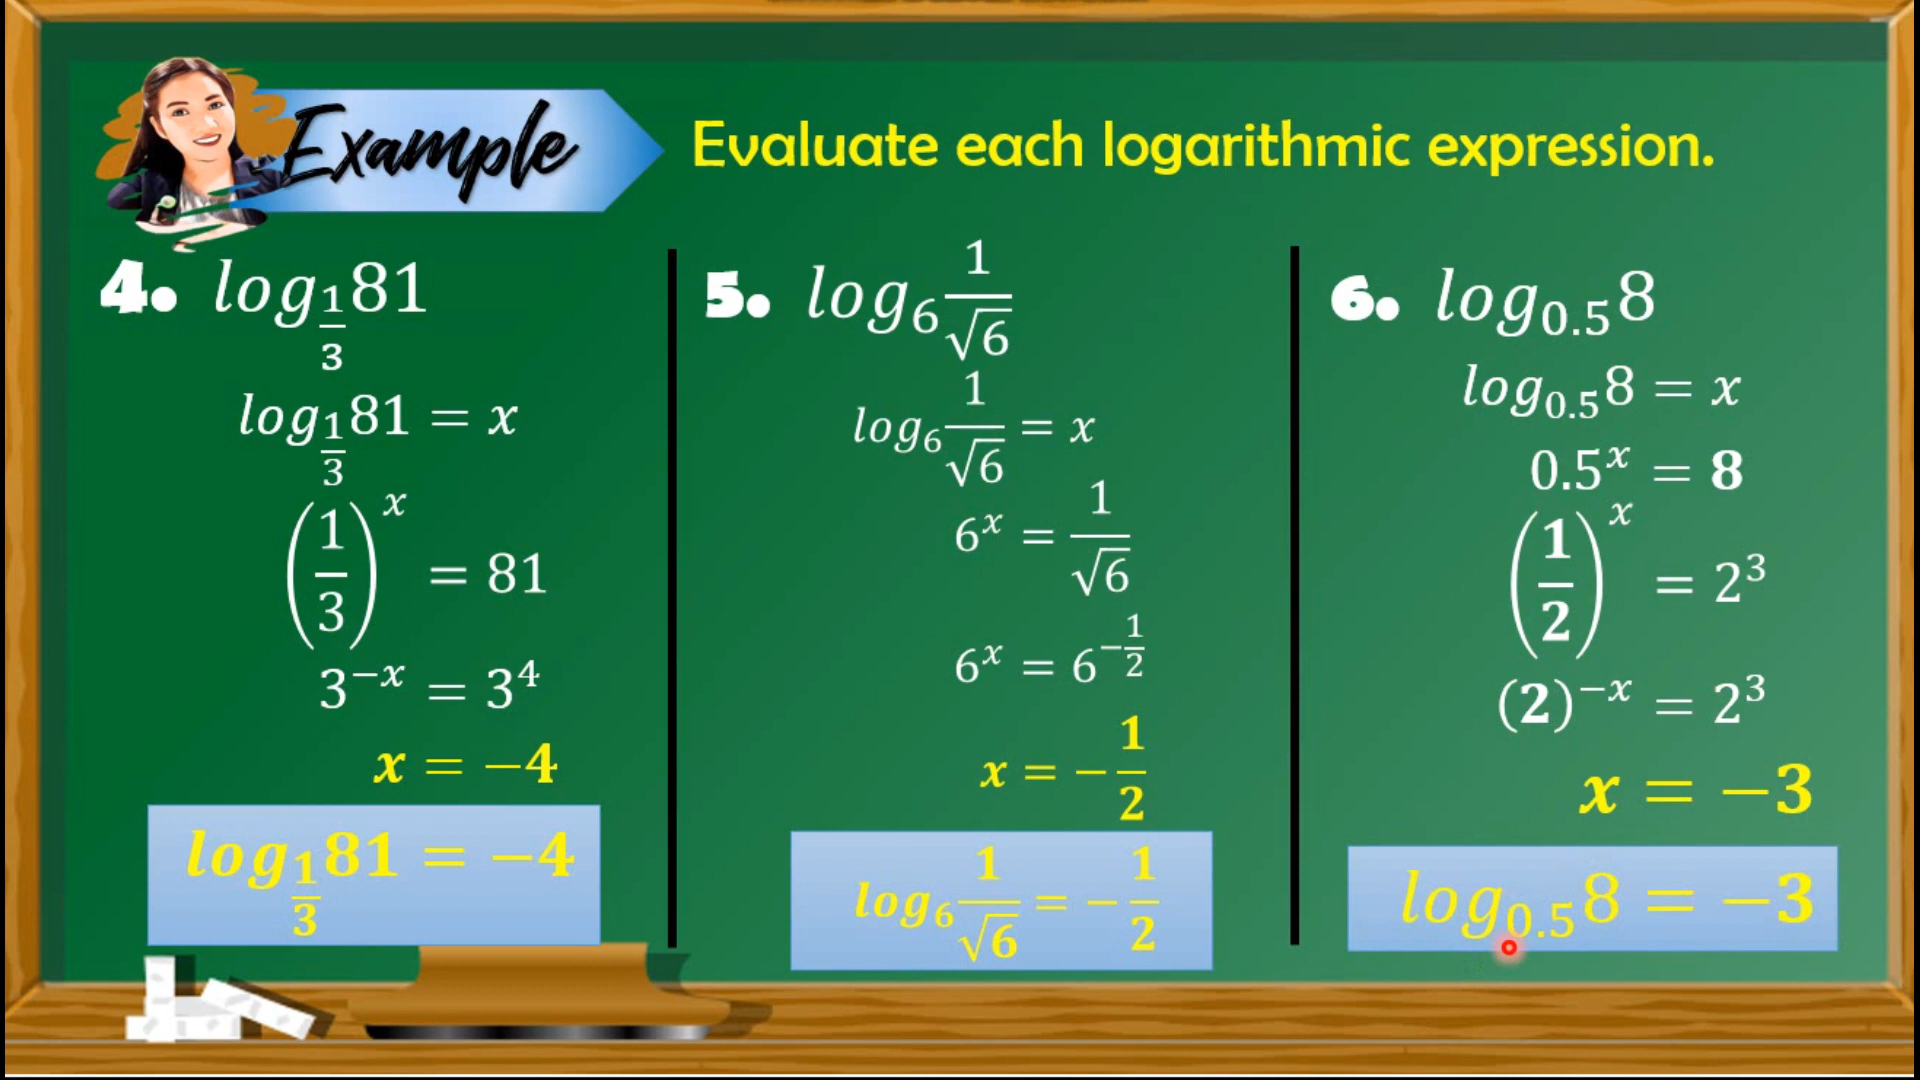 Example
Evaluate each logarithmic expression.
4. log_{1/3} 81
log_{1/3} 81 = x
(1/3)^x = 81
3^{-x} = 3^4
x = -4
log_{1/3} 81 = -4
5. log_6 1/√6
log_6 1/√6 = x
6^x = 1/√6
6^x = 6^{-1/2}
x = -1/2
log_6 1/√6 = -1/2
6. log_{0.5} 8
log_{0.5} 8 = x
0.5^x = 8
(1/2)^x = 2^3
(2)^{-x} = 2^3
x = -3
log_{0.5} 8 = -3